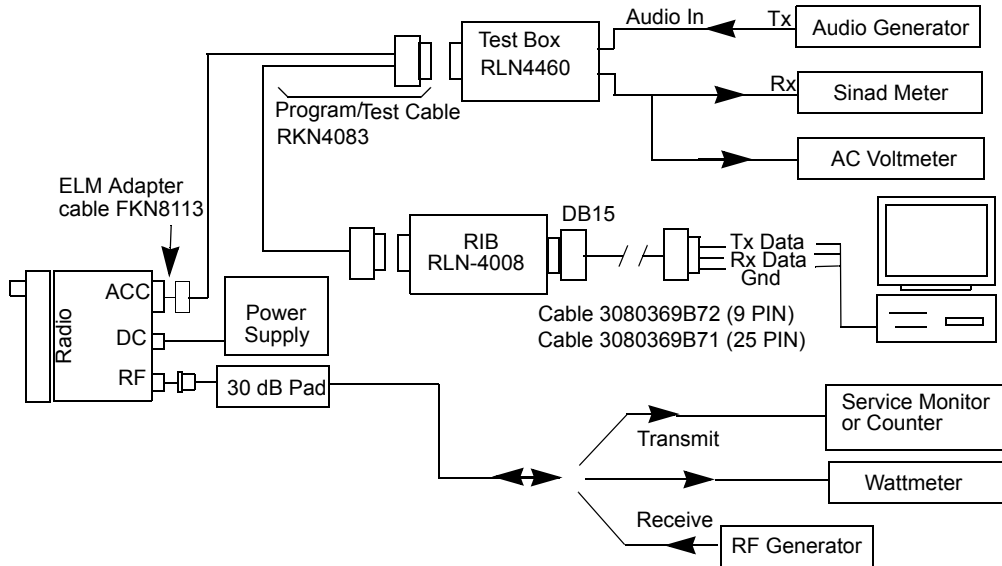 Audio In
Tx
Audio Generator
Test Box
RLN4460
Rx
Sinad Meter
Program/Test Cable
RKN4083
AC Voltmeter
ELM Adapter
cable FKN8113
DB15
RIB
RLN-4008
Tx Data
Rx Data
Gnd
ACC
Power
Supply
Cable 3080369B72 (9 PIN)
Cable 3080369B71 (25 PIN)
Radio
DC
RF
30 dB Pad
Service Monitor
or Counter
Transmit
Wattmeter
Receive
RF Generator